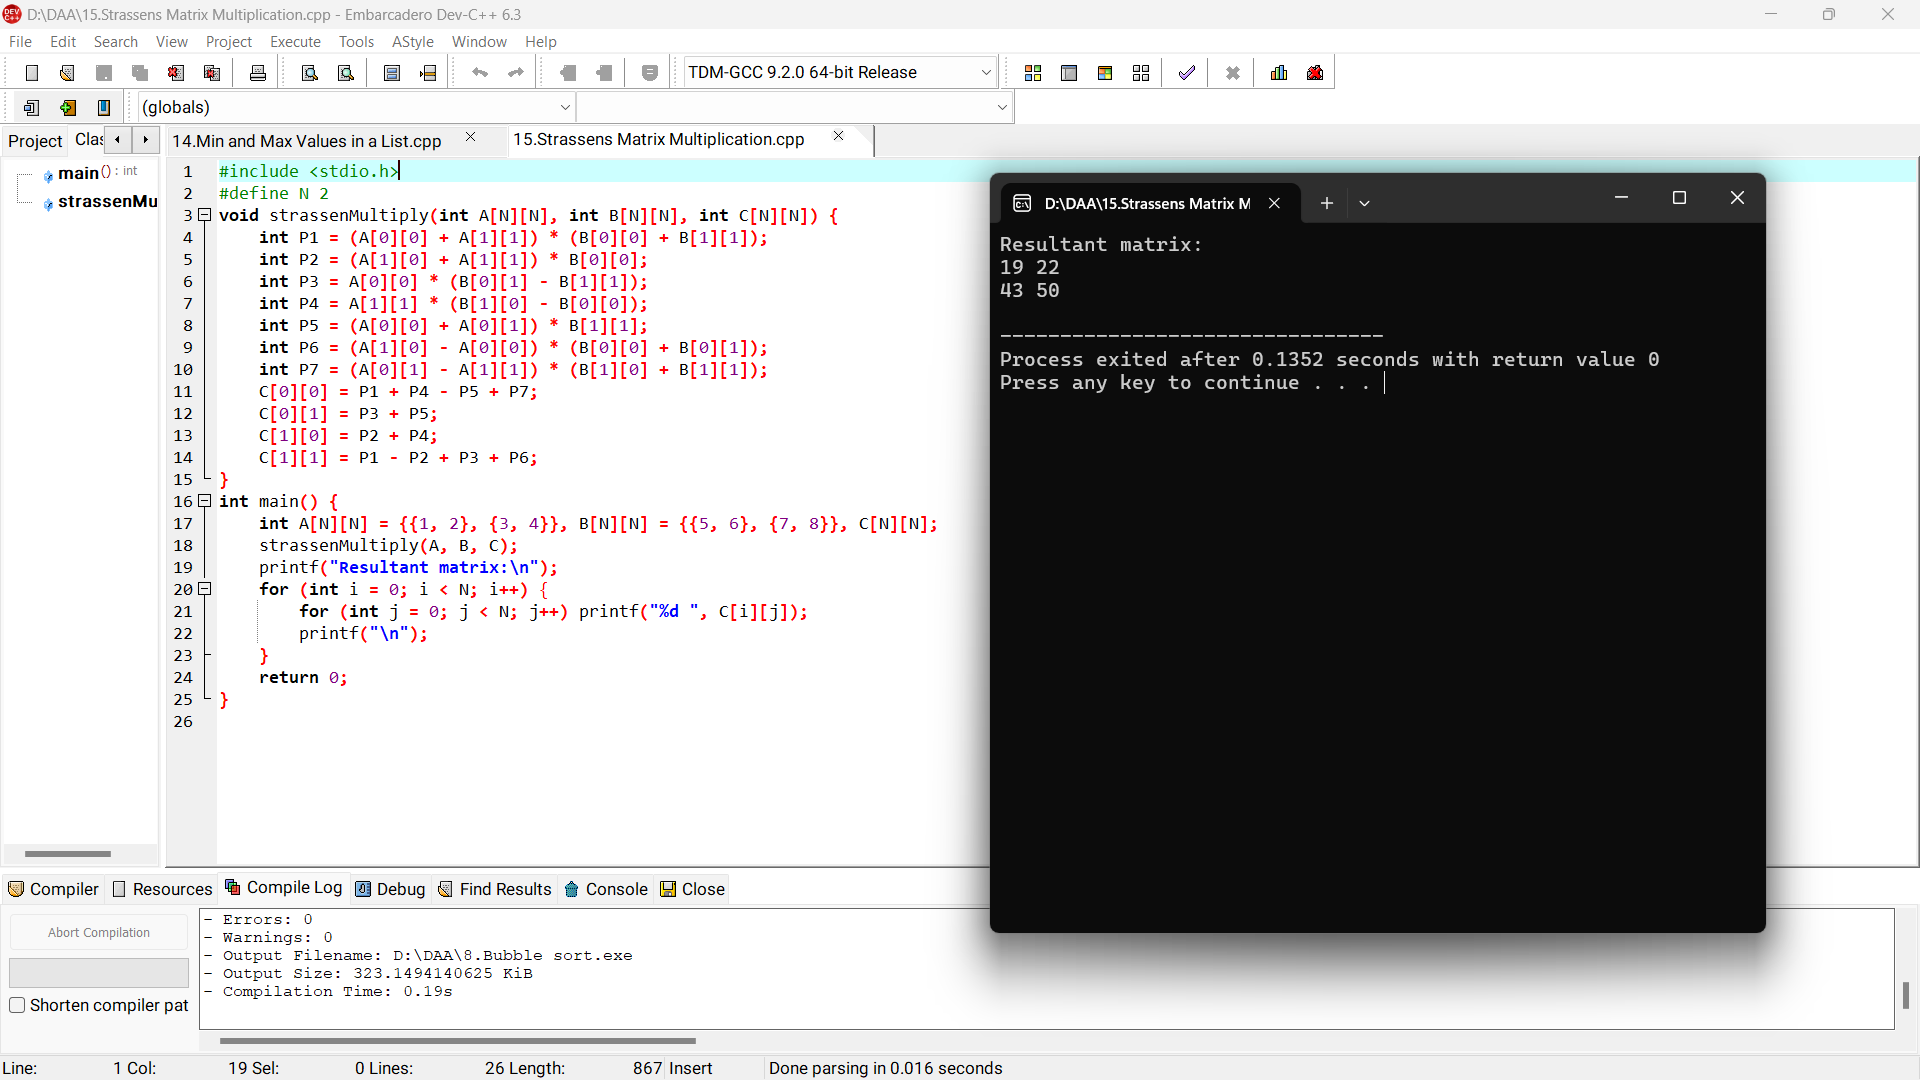 D:\DAA\15.Strassens Matrix Multiplication.cpp - Embarcadero Dev-C++ 6.3
File Edit Search View Project Execute Tools AStyle Window Help
TDM-GCC 9.2.0 64-bit Release
(globals)
Project Clas
14.Min and Max Values in a List.cpp
15.Strassens Matrix Multiplication.cpp
main() : int
strassenMu
1 #include <stdio.h>
2 #define N 2
3 void strassenMultiply(int A[N][N], int B[N][N], int C[N][N]) {
4 int P1 = (A[0][0] + A[1][1]) * (B[0][0] + B[1][1]);
5 int P2 = (A[1][0] + A[1][1]) * B[0][0];
6 int P3 = A[0][0] * (B[0][1] - B[1][1]);
7 int P4 = A[1][1] * (B[1][0] - B[0][0]);
8 int P5 = (A[0][0] + A[0][1]) * B[1][1];
9 int P6 = (A[1][0] - A[0][0]) * (B[0][0] + B[0][1]);
10 int P7 = (A[0][1] - A[1][1]) * (B[1][0] + B[1][1]);
11 C[0][0] = P1 + P4 - P5 + P7;
12 C[0][1] = P3 + P5;
13 C[1][0] = P2 + P4;
14 C[1][1] = P1 - P2 + P3 + P6;
15 }
16 int main() {
17 int A[N][N] = {{1, 2}, {3, 4}}, B[N][N] = {{5, 6}, {7, 8}}, C[N][N];
18 strassenMultiply(A, B, C);
19 printf("Resultant matrix:\n");
20 for (int i = 0; i < N; i++) {
21 for (int j = 0; j < N; j++) printf("%d ", C[i][j]);
22 printf("\n");
23 }
24 return 0;
25 }
26
D:\DAA\15.Strassens Matrix M
Resultant matrix:
19 22
43 50
--------------------------------
Process exited after 0.1352 seconds with return value 0
Press any key to continue . . .
Compiler Resources Compile Log Debug Find Results Console Close
Abort Compilation
Shorten compiler pat
- Errors: 0
- Warnings: 0
- Output Filename: D:\DAA\8.Bubble sort.exe
- Output Size: 323.1494140625 KiB
- Compilation Time: 0.19s
Line: 1 Col: 19 Sel: 0 Lines: 26 Length: 867 Insert Done parsing in 0.016 seconds